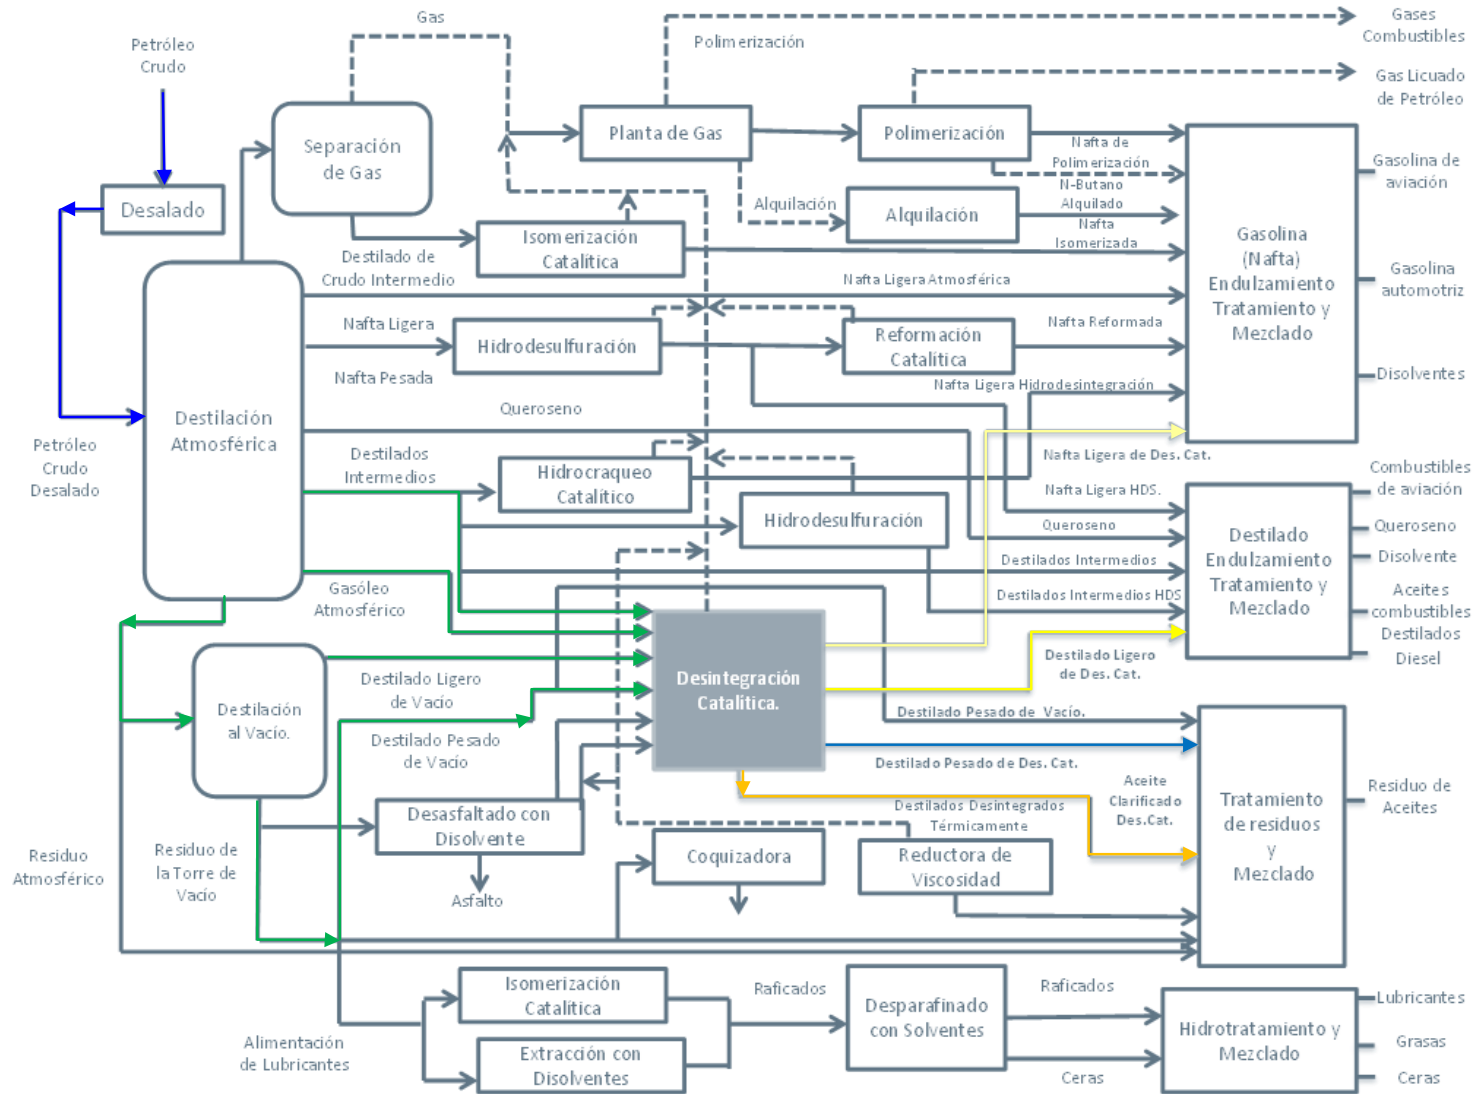 Gas
Gases
Combustibles
Polimerización
Petróleo
Crudo
Gas Licuado
de Petróleo
Separación
de Gas
Planta de Gas
Polimerización
Nafta de
Polimerización
N-Butano
Gasolina de
aviación
Desalado
Alquilación
Alquilación
Alquilado
Nafta
Isomerizada
Isomerización
Catalítica
Destilado de
Crudo Intermedio
Nafta Ligera Atmosférica
Gasolina
(Nafta)
Endulzamiento
Tratamiento y
Mezclado
Gasolina
automotriz
Nafta Ligera
Hidrodesulfuración
Reformación
Catalítica
Nafta Reformada
Nafta Pesada
Nafta Ligera Hidrodesintegración
Disolventes
Destilación
Atmosférica
Queroseno
Petróleo
Crudo
Desalado
Destilados
Intermedios
Hidrocraqueo
Catalítico
Nafta Ligera de Des. Cat.
Combustibles
de aviación
Nafta Ligera HDS.
Hidrodesulfuración
Queroseno
Destilado
Endulzamiento
Tratamiento y
Mezclado
Queroseno
Disolvente
Destilados Intermedios
Gasóleo
Atmosférico
Destilados Intermedios HDS
Aceites
combustibles
Destilados
Diesel
Desintegración
Catalítica.
Destilado Ligero
de Des. Cat.
Destilado Ligero
de Vacío
Destilación
al Vacío.
Destilado Pesado
de Vacío
Destilado Pesado de Vacío.
Destilado Pesado de Des. Cat.
Aceite
Clarificado
Des.Cat.
Tratamiento
de residuos
y
Mezclado
Residuo de
Aceites
Desasfaltado con
Disolvente
Destilados Desintegrados
Térmicamente
Residuo
Atmosférico
Residuo de
la Torre de
Vacío
Coquizadora
Reductora de
Viscosidad
Asfalto
Isomerización
Catalítica
Raficados
Desparafinado
con Solventes
Raficados
Hidrotratamiento y
Mezclado
Lubricantes
Alimentación
de Lubricantes
Extracción con
Disolventes
Ceras
Grasas
Ceras